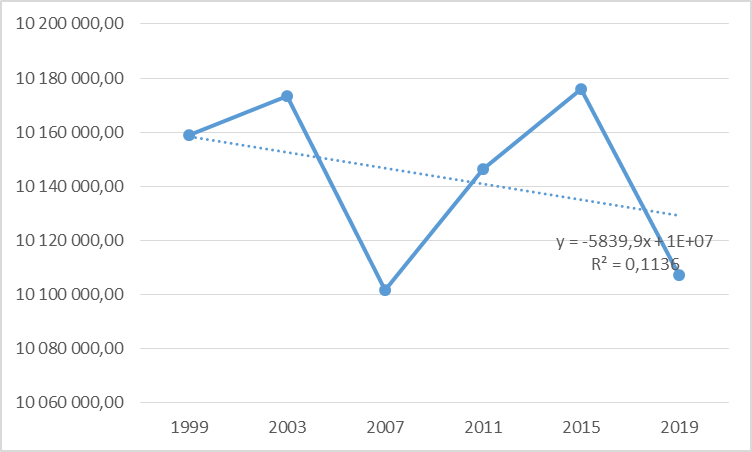 10 200 000,00
10 180 000,00
10 160 000,00
10 140 000,00
10 120 000,00
10 100 000,00
10 080 000,00
10 060 000,00
y = -5839,9x + 1E+07
R² = 0,1136
1999 2003 2007 2011 2015 2019